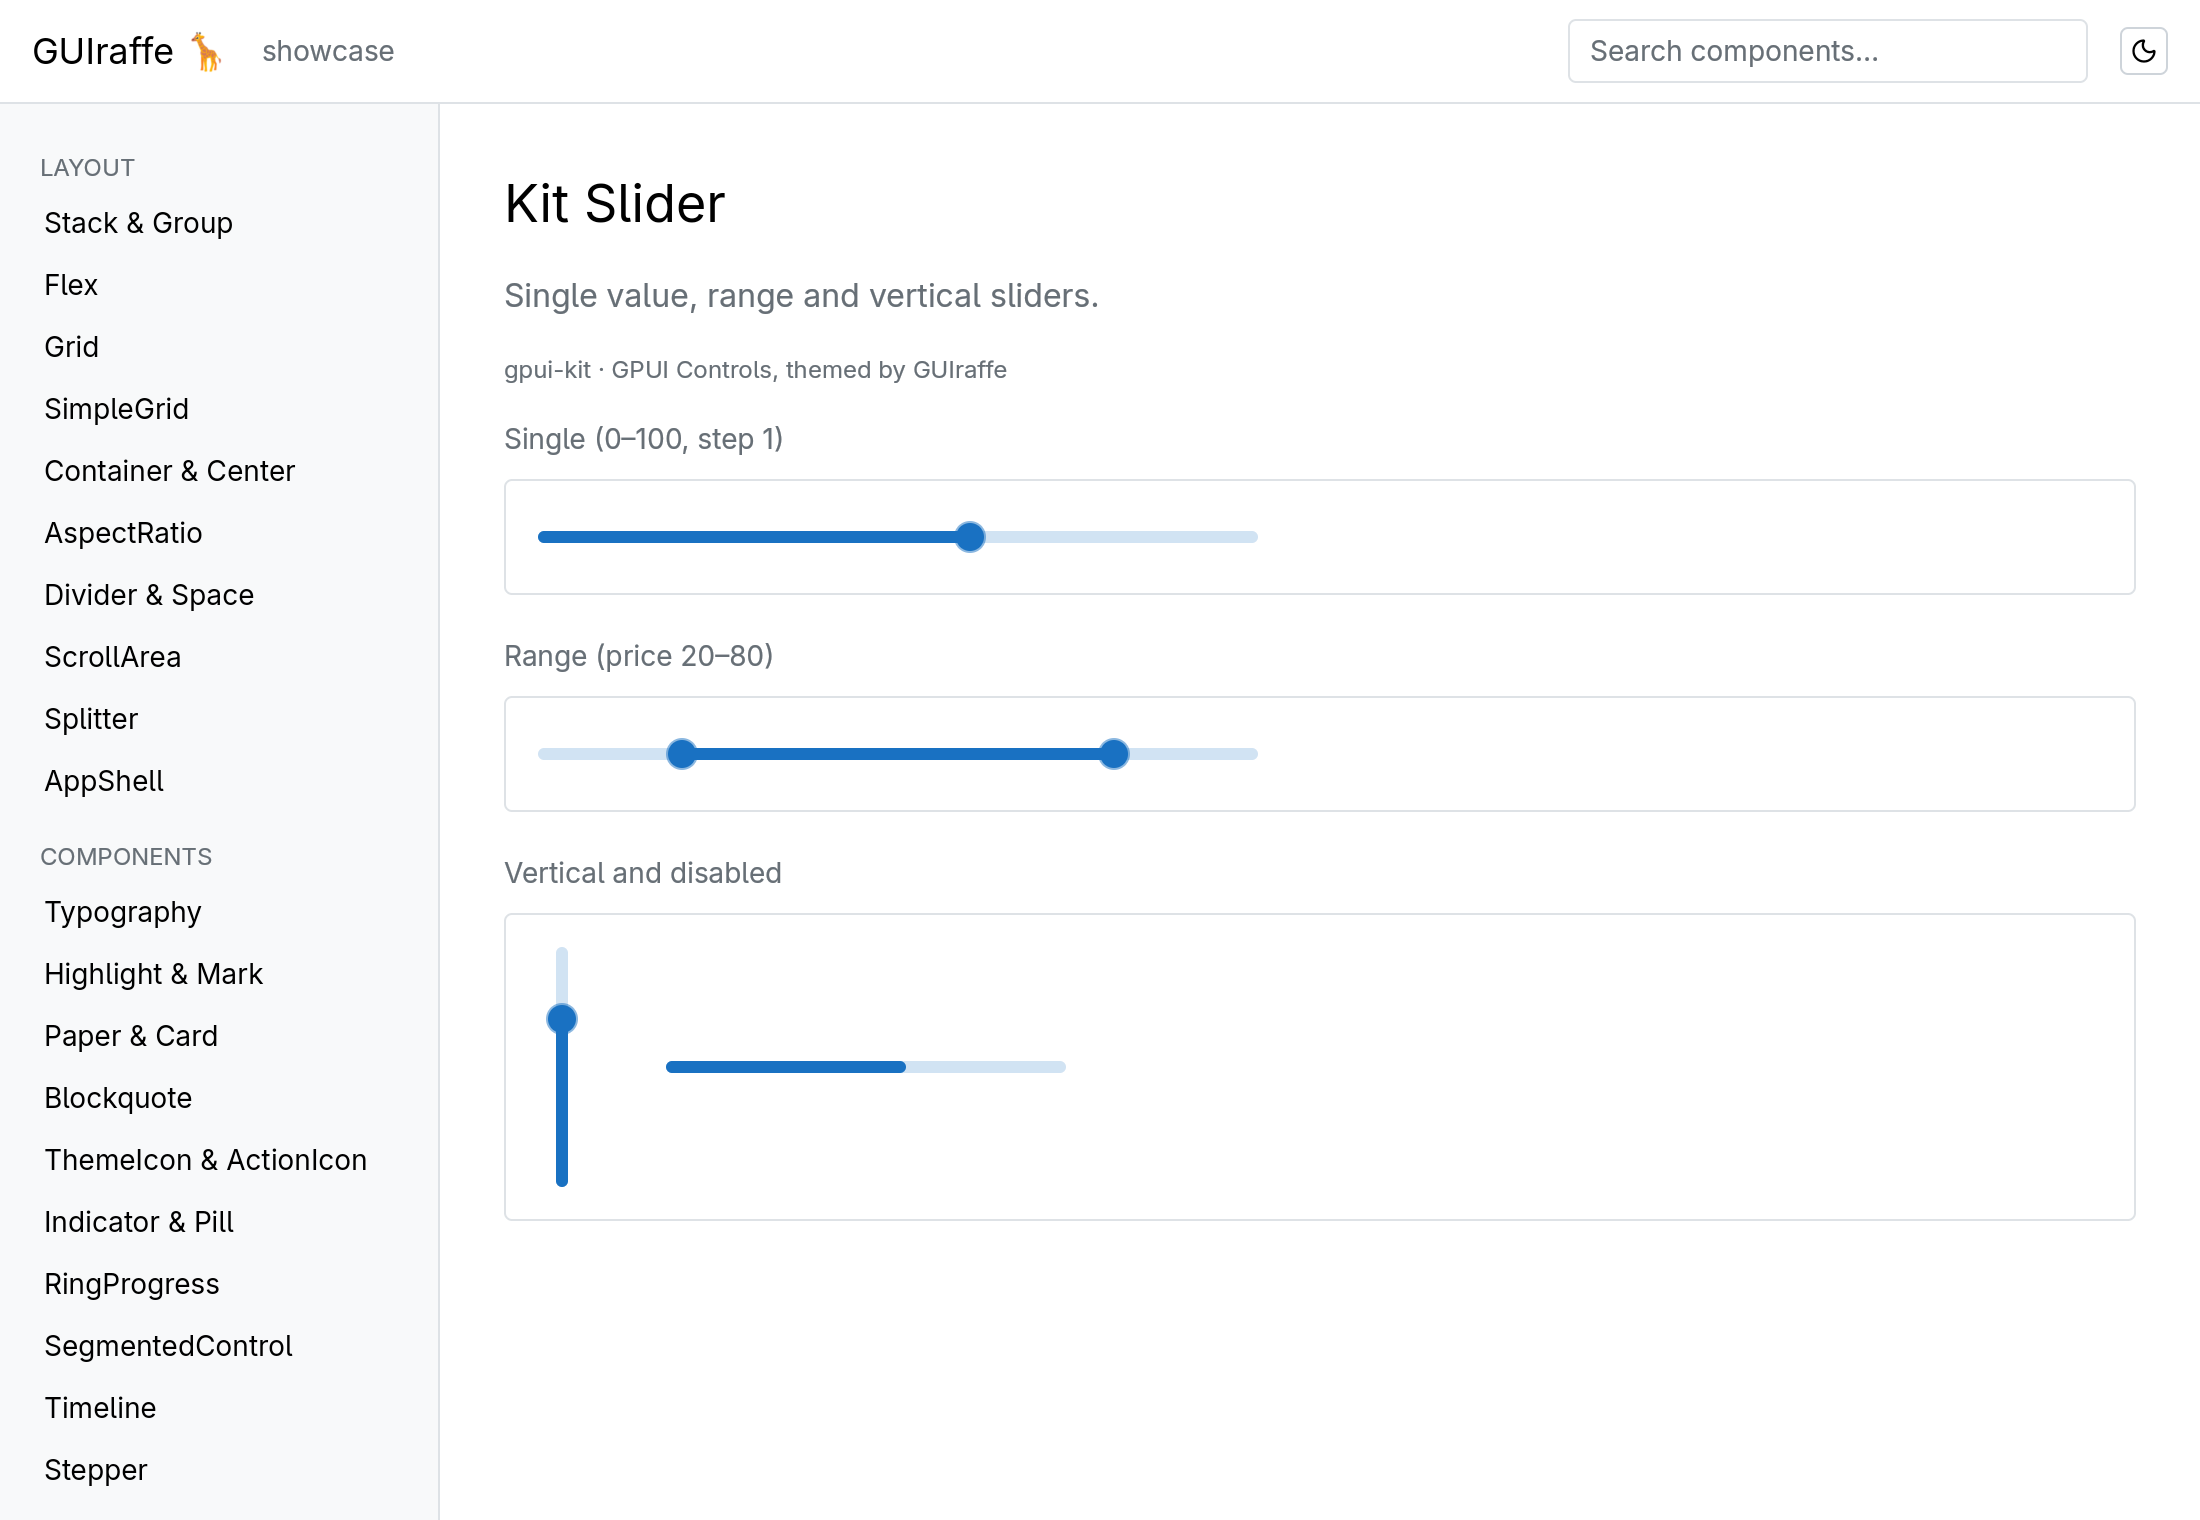 GUIraffe 🦒 showcase
Search components...
LAYOUT
Stack & Group
Flex
Grid
SimpleGrid
Container & Center
AspectRatio
Divider & Space
ScrollArea
Splitter
AppShell
COMPONENTS
Typography
Highlight & Mark
Paper & Card
Blockquote
ThemeIcon & ActionIcon
Indicator & Pill
RingProgress
SegmentedControl
Timeline
Stepper
Kit Slider
Single value, range and vertical sliders.
gpui-kit · GPUI Controls, themed by GUIraffe
Single (0–100, step 1)
Range (price 20–80)
Vertical and disabled